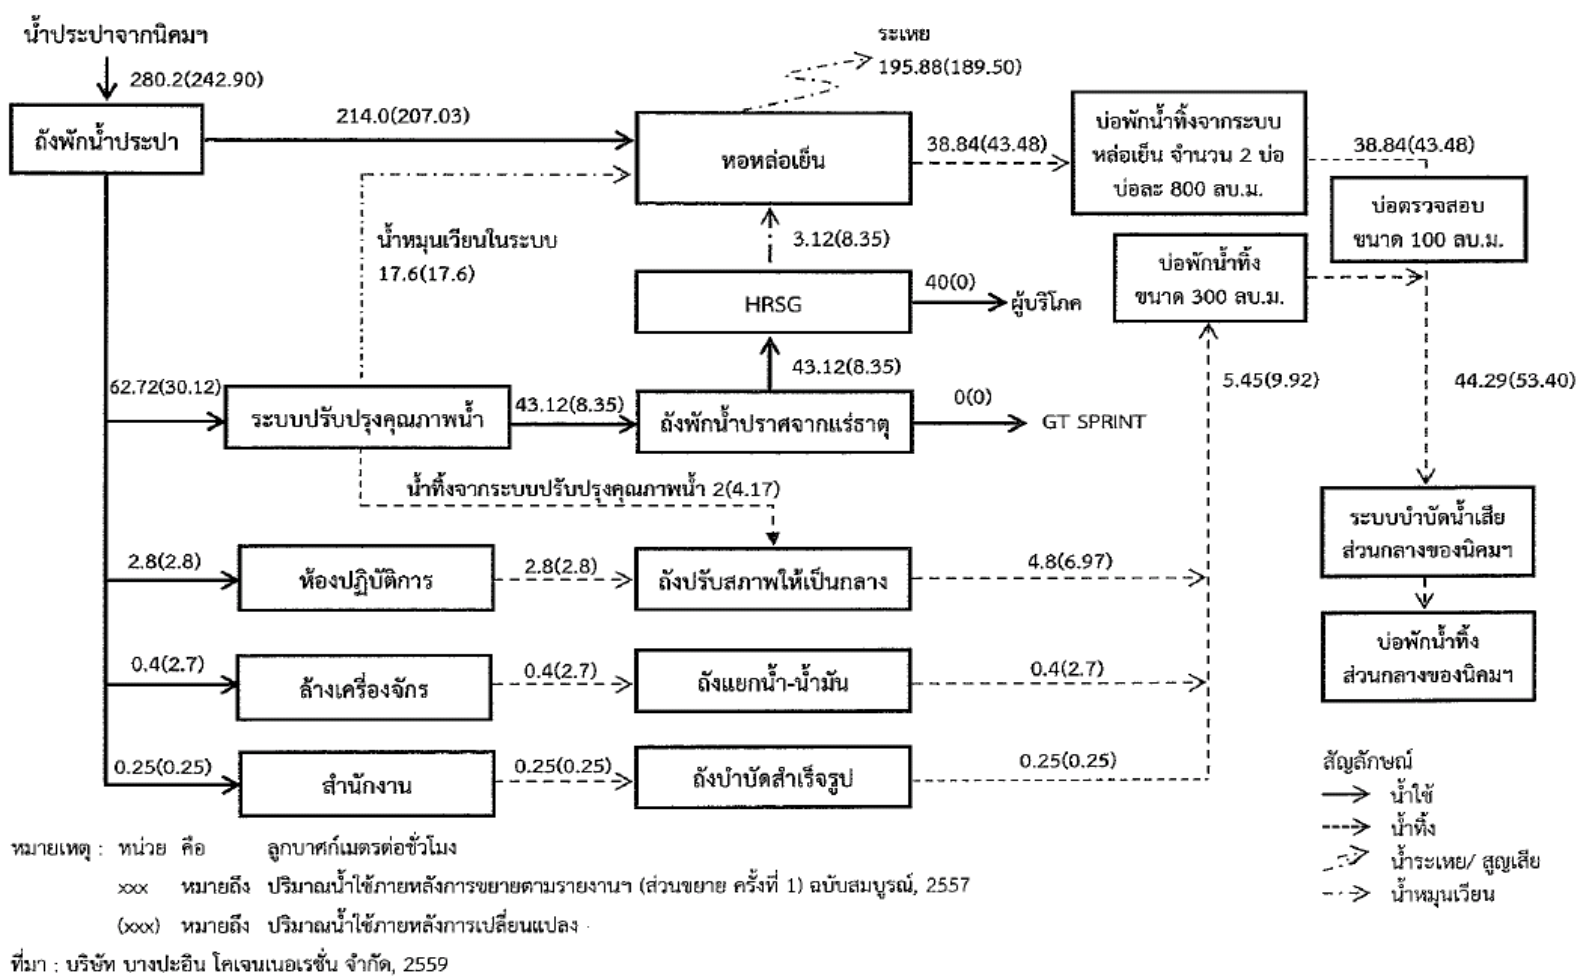 น้ำประปาจากนิคมฯ
280.2(242.90)
ถังพักน้ำประปา
214.0(207.03)
ระเหย
195.88(189.50)
หอหล่อเย็น
38.84(43.48)
บ่อพักน้ำทิ้งจากระบบ
หล่อเย็น จำนวน 2 บ่อ
บ่อละ 800 ลบ.ม.
38.84(43.48)
บ่อตรวจสอบ
ขนาด 100 ลบ.ม.
น้ำหมุนเวียนในระบบ
17.6(17.6)
3.12(8.35)
บ่อพักน้ำทิ้ง
ขนาด 300 ลบ.ม.
HRSG
40(0)
ผู้บริโภค
43.12(8.35)
5.45(9.92)
44.29(53.40)
62.72(30.12)
ระบบปรับปรุงคุณภาพน้ำ
43.12(8.35)
ถังพักน้ำปราศจากแร่ธาตุ
0(0)
GT SPRINT
น้ำทิ้งจากระบบปรับปรุงคุณภาพน้ำ 2(4.17)
ระบบบำบัดน้ำเสีย
ส่วนกลางของนิคมฯ
2.8(2.8)
ห้องปฏิบัติการ
2.8(2.8)
ถังปรับสภาพให้เป็นกลาง
4.8(6.97)
บ่อพักน้ำทิ้ง
ส่วนกลางของนิคมฯ
0.4(2.7)
ล้างเครื่องจักร
0.4(2.7)
ถังแยกน้ำ-น้ำมัน
0.4(2.7)
0.25(0.25)
สำนักงาน
0.25(0.25)
ถังบำบัดสำเร็จรูป
0.25(0.25)
สัญลักษณ์
น้ำใช้
น้ำทิ้ง
น้ำระเหย/ สูญเสีย
น้ำหมุนเวียน
หมายเหตุ : หน่วย คือ ลูกบาศก์เมตรต่อชั่วโมง
xxx หมายถึง ปริมาณน้ำใช้ภายหลังการขยายตามรายงานฯ (ส่วนขยาย ครั้งที่ 1) ฉบับสมบูรณ์, 2557
(xxx) หมายถึง ปริมาณน้ำใช้ภายหลังการเปลี่ยนแปลง
ที่มา : บริษัท บางปะอิน โคเจนเนอเรชั่น จำกัด, 2559